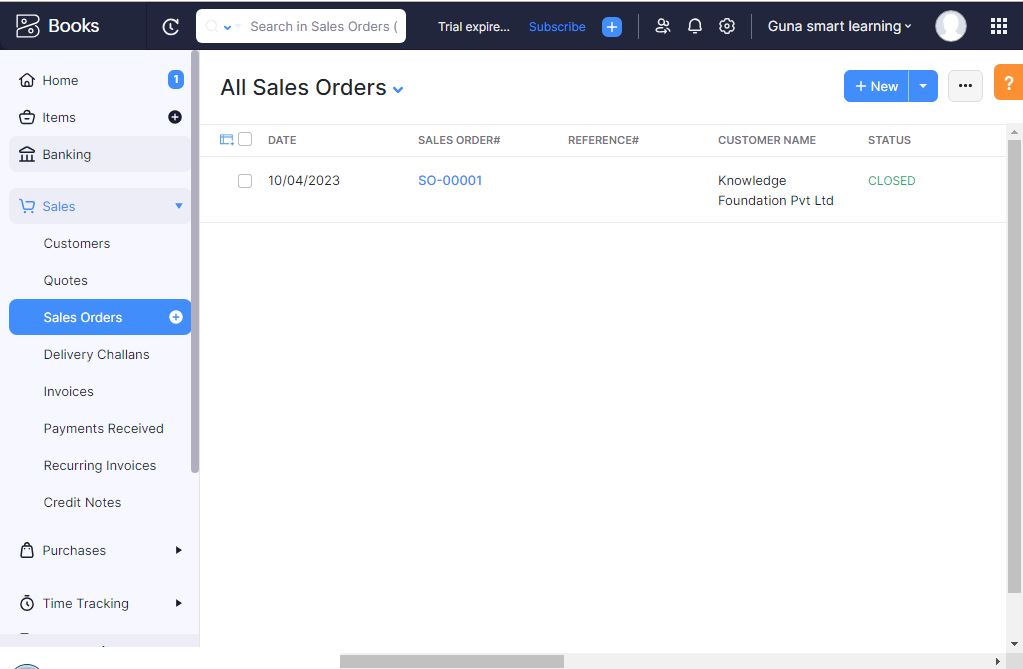 Books
Search in Sales Orders (
Trial expire...
Subscribe
Guna smart learning
Home
1
Items
Banking
Sales
Customers
Quotes
Sales Orders
Delivery Challans
Invoices
Payments Received
Recurring Invoices
Credit Notes
Purchases
Time Tracking
All Sales Orders
+ New
...
?
DATE SALES ORDER# REFERENCE# CUSTOMER NAME STATUS
10/04/2023 SO-00001 Knowledge CLOSED
Foundation Pvt Ltd